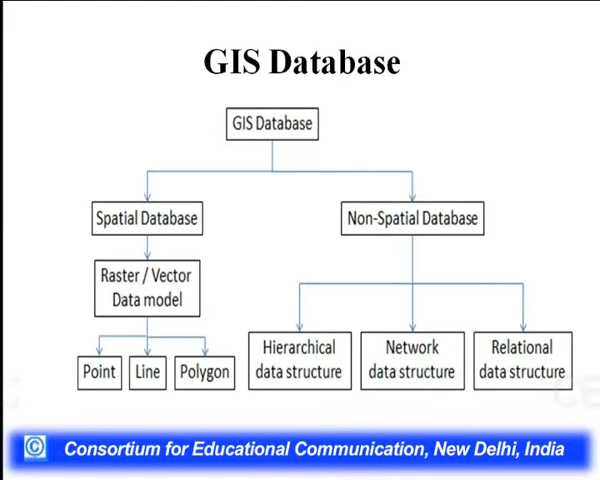 GIS Database
GIS Database
Spatial Database
Non-Spatial Database
Raster / Vector
Data model
Point
Line
Polygon
Hierarchical
data structure
Network
data structure
Relational
data structure
© Consortium for Educational Communication, New Delhi, India